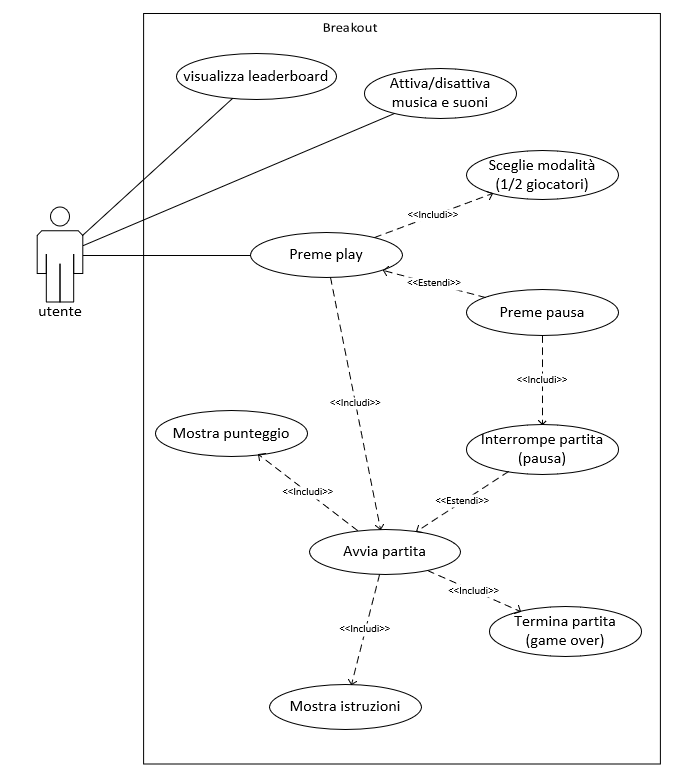 Breakout
visualizza leaderboard
Attiva/disattiva
musica e suoni
Sceglie modalità
(1/2 giocatori)
<<Includi>>
Preme play
<<Estendi>>
Preme pausa
utente
<<Includi>>
<<Includi>>
Mostra punteggio
Interrompe partita
(pausa)
<<Includi>>
<<Estendi>>
Avvia partita
<<Includi>>
Termina partita
(game over)
<<Includi>>
Mostra istruzioni